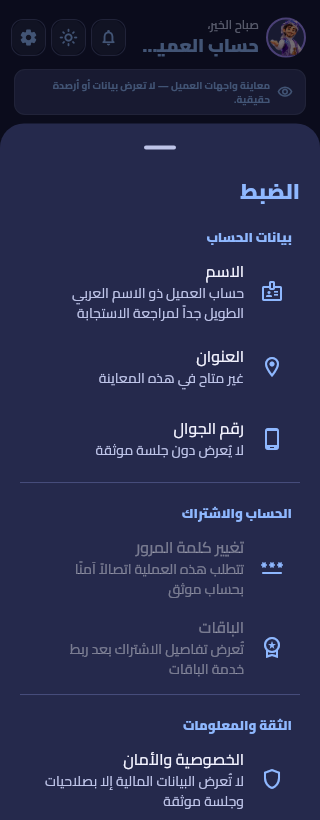 صباح الخير،
حساب العميـ...
معاينة واجهات العميل — لا تعرض بيانات أو أرصدة
حقيقية.
الضبط
بيانات الحساب
الاسم
حساب العميل ذو الاسم العربي
الطويل جداً لمراجعة الاستجابة
العنوان
غير متاح في هذه المعاينة
رقم الجوال
لا يُعرض دون جلسة موثقة
الحساب والاشتراك
تغيير كلمة المرور
تتطلب هذه العملية اتصالاً آمنًا
بحساب موثق
الباقات
تُعرض تفاصيل الاشتراك بعد ربط
خدمة الباقات
الثقة والمعلومات
الخصوصية والأمان
لا تُعرض البيانات المالية إلا بصلاحيات
وجلسة موثقة